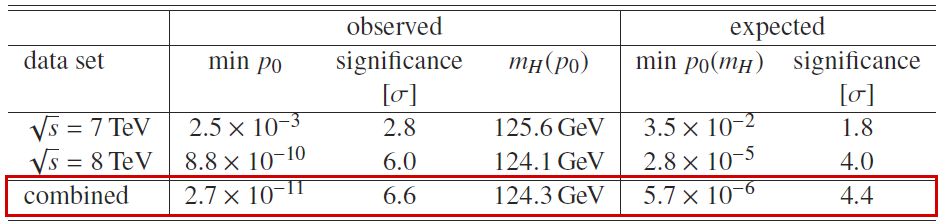 observed expected
data set min p₀ significance m_H(p₀) min p₀(m_H) significance
[σ] [σ]
√s = 7 TeV 2.5 × 10⁻³ 2.8 125.6 GeV 3.5 × 10⁻² 1.8
√s = 8 TeV 8.8 × 10⁻¹⁰ 6.0 124.1 GeV 2.8 × 10⁻⁵ 4.0
combined 2.7 × 10⁻¹¹ 6.6 124.3 GeV 5.7 × 10⁻⁶ 4.4